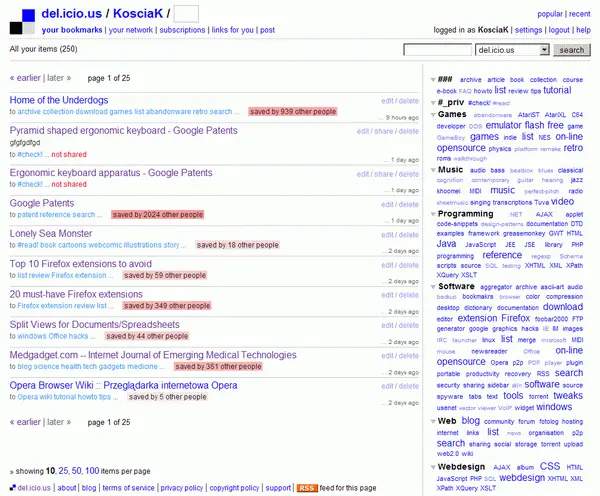 del.icio.us / KosciaK /
popular | recent
your bookmarks | your network | subscriptions | links for you | post
logged in as KosciaK | settings | logout | help
All your items (250)
del.icio.us
search
« earlier | later » page 1 of 25
Home of the Underdogs
edit / delete
to archive collection download games list abandonware retro search ... saved by 939 other people
... 9 hours ago
Pyramid shaped ergonomic keyboard - Google Patents
edit / share / delete
gfgfgdfgd
to #check! ... not shared
... 1 day ago
Ergonomic keyboard apparatus - Google Patents
edit / share / delete
to #check! ... not shared
... 1 day ago
Google Patents
edit / delete
to patent reference search ... saved by 2024 other people
... 1 day ago
Lonely Sea Monster
edit / delete
to #read! book cartoons webcomic illustrations story ... saved by 18 other people
... 2 days ago
Top 10 Firefox extensions to avoid
edit / delete
to list review Firefox extension ... saved by 59 other people
... 2 days ago
20 must-have Firefox extensions
edit / delete
to Firefox extension review list ... saved by 349 other people
... 2 days ago
Split Views for Documents/Spreadsheets
edit / delete
to windows Office hacks ... saved by 44 other people
... 2 days ago
Medgadget.com -- Internet Journal of Emerging Medical Technologies
edit / delete
to blog science health tech gadgets medicine ... saved by 361 other people
... 2 days ago
Opera Browser Wiki :: Przeglądarka internetowa Opera
edit / delete
to Opera wiki tutorial howto tips ... saved by 5 other people
... 2 days ago
« earlier | later » page 1 of 25
» showing 10, 25, 50, 100 items per page
del.icio.us | about | blog | terms of service | privacy policy | copyright policy | support | RSS feed for this page
### archive article book collection course
e-book FAQ howto list review tips tutorial
#_priv #check! #read!
Games abandonware AtariST AtariXL C64
developer DOS emulator flash free game
GameBoy games indie list NES on-line
opensource physics platform remake retro
roms walkthrough
Music audio bass beadbox blues classical
cognition contemporary guitar hearing jazz
khoomei MIDI music perfect-pitch radio
sheetmusic singing transcriptions Tuva video
Programming .NET AJAX applet
code-snippets design-patterns documentation DTD
examples framework greasemonkey GWT HTML
Java JavaScript JEE JSE library PHP
programming reference regexp Schema
scripts source SQL testing XHTML XML XPath
XQuery XSLT
Software aggregator archive ascii-art audio
backup bookmakrs browser color compression
desktop dictionary documentation download
editor extension Firefox foobar2000 FTP
generator google graphics hacks IE IM images
IRC launcher linux list merge microsoft MIDI
mouse newsreader Office on-line
opensource Opera p2p PDF player plugin
portable productivity recovery RSS search
security sharing sidebar skin software source
spyware tabs text tools torrent tweaks
usenet vector viewer VoIP widget windows
Web blog community forum fotolog hosting
internet links list news organisation p2p
search sharing social storage torrent upload
web2.0 wiki
Webdesign AJAX album CSS HTML
JavaScript PHP SQL webdesign XHTML XML
XPath XQuery XSLT